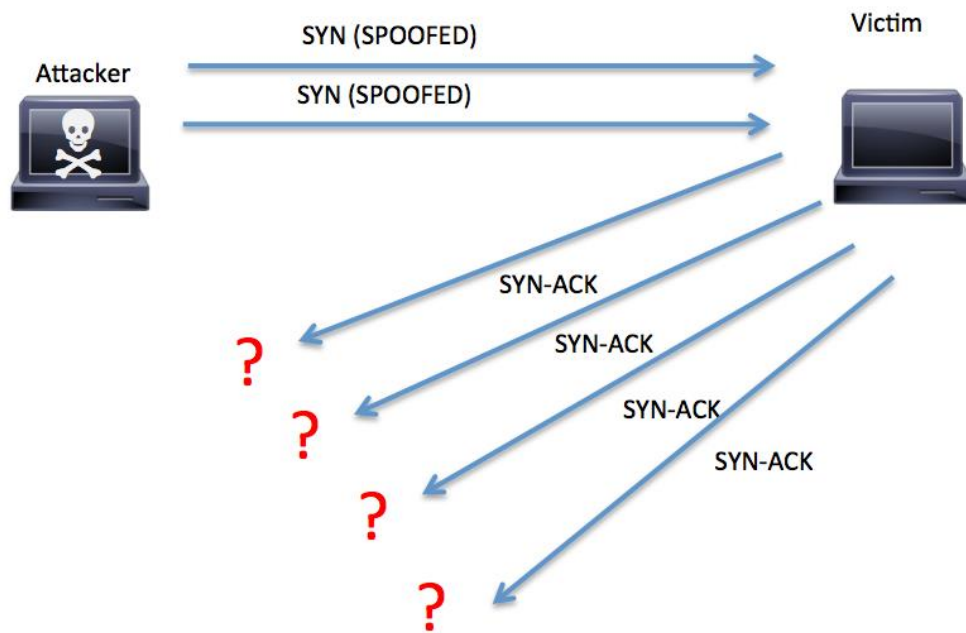 SYN (SPOOFED)
Victim
Attacker
SYN (SPOOFED)
SYN-ACK
?
SYN-ACK
?
SYN-ACK
SYN-ACK
?
?